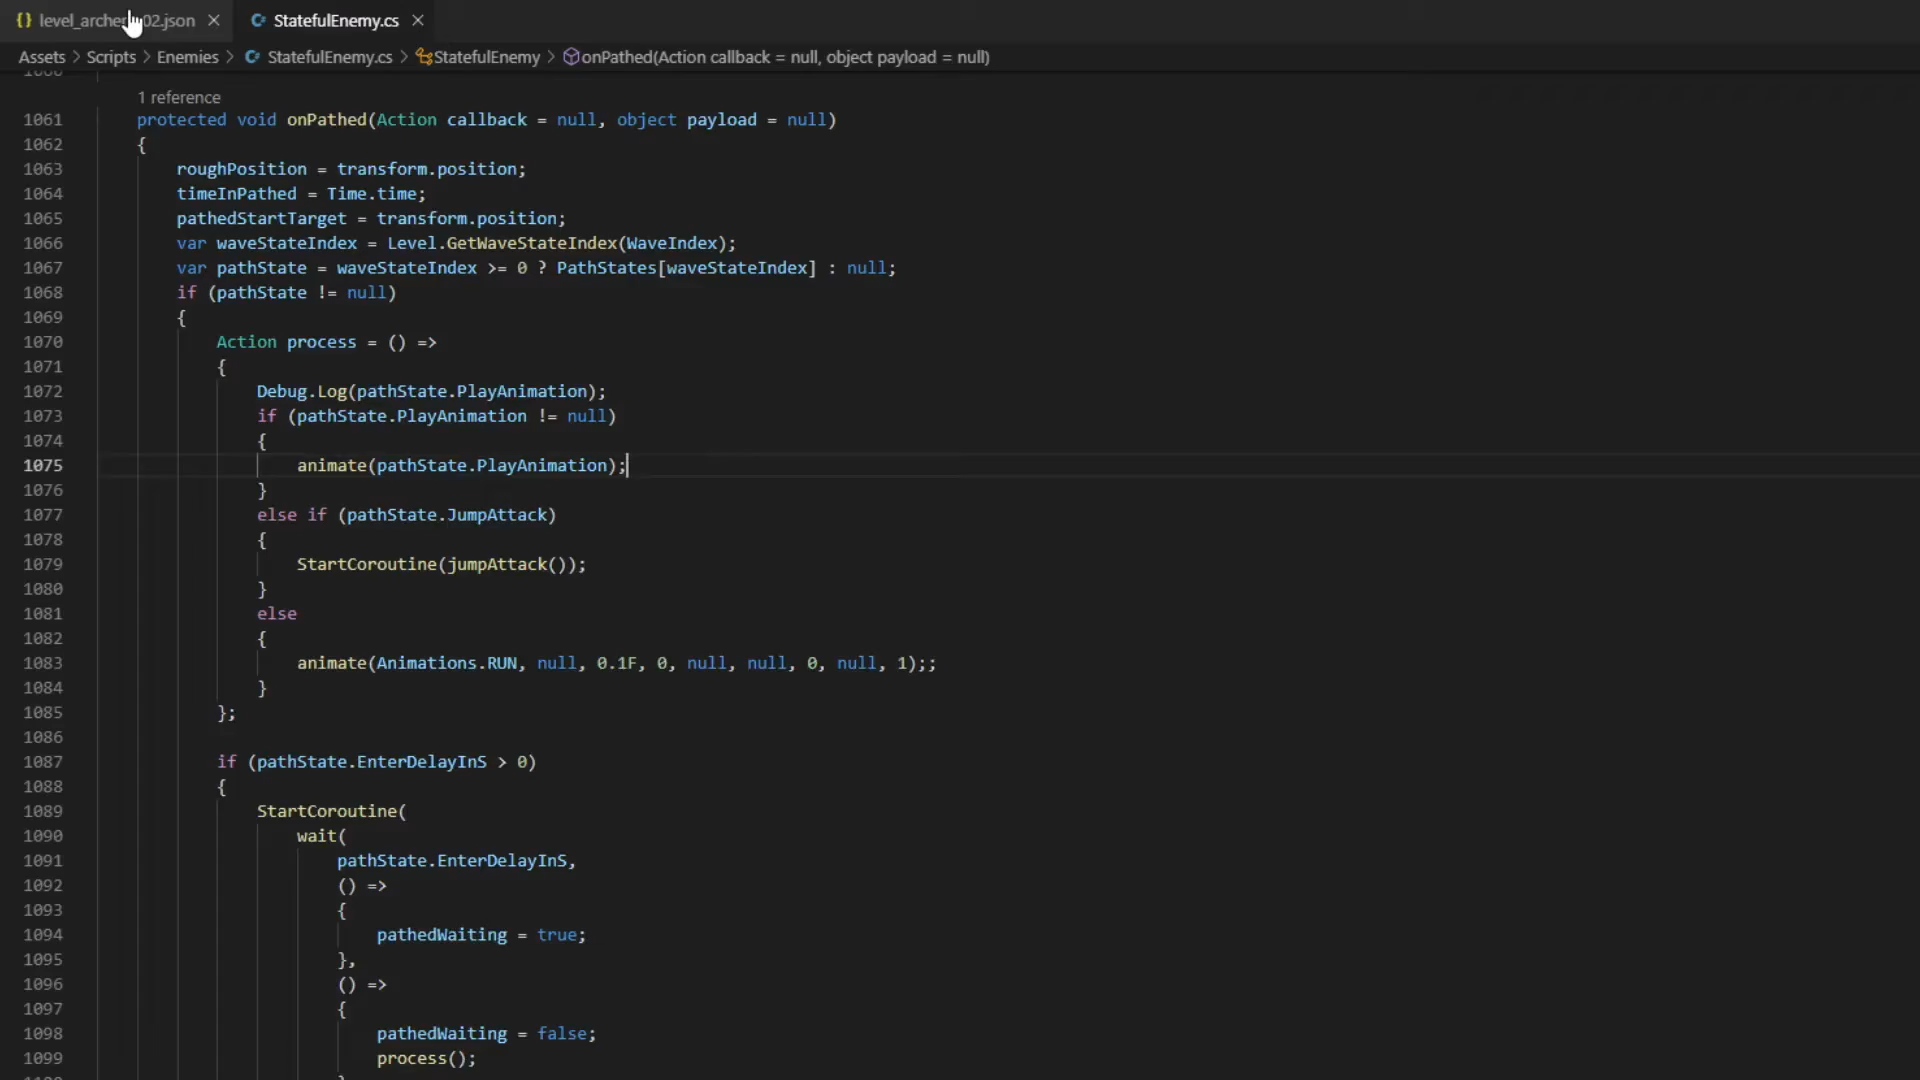 level_arche 02.json StatefulEnemy.cs
Assets > Scripts > Enemies > StatefulEnemy.cs > StatefulEnemy > onPathed(Action callback = null, object payload = null)
1 reference
1061 protected void onPathed(Action callback = null, object payload = null)
1062 {
1063 roughPosition = transform.position;
1064 timeInPathed = Time.time;
1065 pathedStartTarget = transform.position;
1066 var waveStateIndex = Level.GetWaveStateIndex(WaveIndex);
1067 var pathState = waveStateIndex >= 0 ? PathStates[waveStateIndex] : null;
1068 if (pathState != null)
1069 {
1070 Action process = () =>
1071 {
1072 Debug.Log(pathState.PlayAnimation);
1073 if (pathState.PlayAnimation != null)
1074 {
1075 animate(pathState.PlayAnimation);
1076 }
1077 else if (pathState.JumpAttack)
1078 {
1079 StartCoroutine(jumpAttack());
1080 }
1081 else
1082 {
1083 animate(Animations.RUN, null, 0.1F, 0, null, null, 0, null, 1);;
1084 }
1085 };
1086
1087 if (pathState.EnterDelayInS > 0)
1088 {
1089 StartCoroutine(
1090 wait(
1091 pathState.EnterDelayInS,
1092 () =>
1093 {
1094 pathedWaiting = true;
1095 },
1096 () =>
1097 {
1098 pathedWaiting = false;
1099 process();